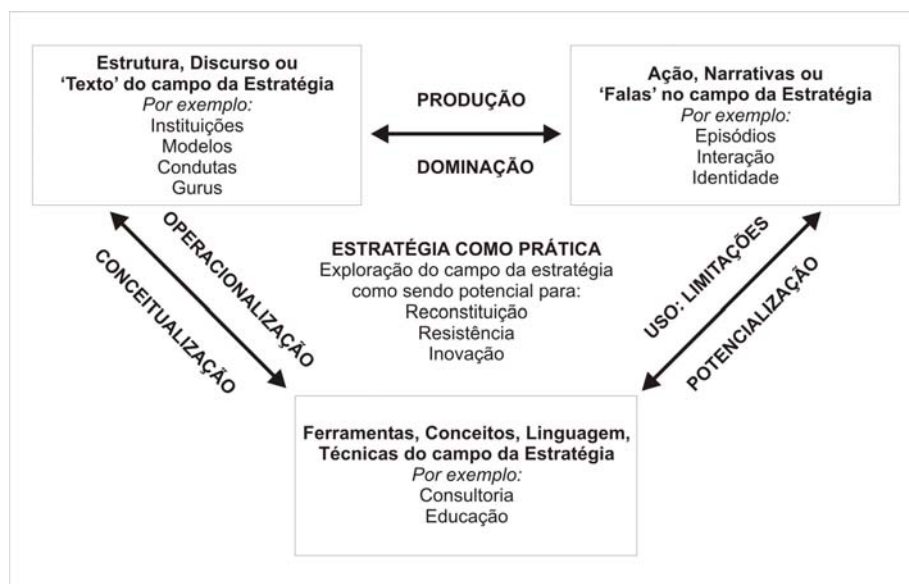 Estrutura, Discurso ou
‘Texto’ do campo da Estratégia
Por exemplo:
Instituições
Modelos
Condutas
Gurus
PRODUÇÃO
DOMINAÇÃO
Ação, Narrativas ou
‘Falas’ no campo da Estratégia
Por exemplo:
Episódios
Interação
Identidade
OPERACIONALIZAÇÃO
CONCEITUALIZAÇÃO
ESTRATÉGIA COMO PRÁTICA
Exploração do campo da estratégia
como sendo potencial para:
Reconstituição
Resistência
Inovação
USO: LIMITAÇÕES
POTENCIALIZAÇÃO
Ferramentas, Conceitos, Linguagem,
Técnicas do campo da Estratégia
Por exemplo:
Consultoria
Educação